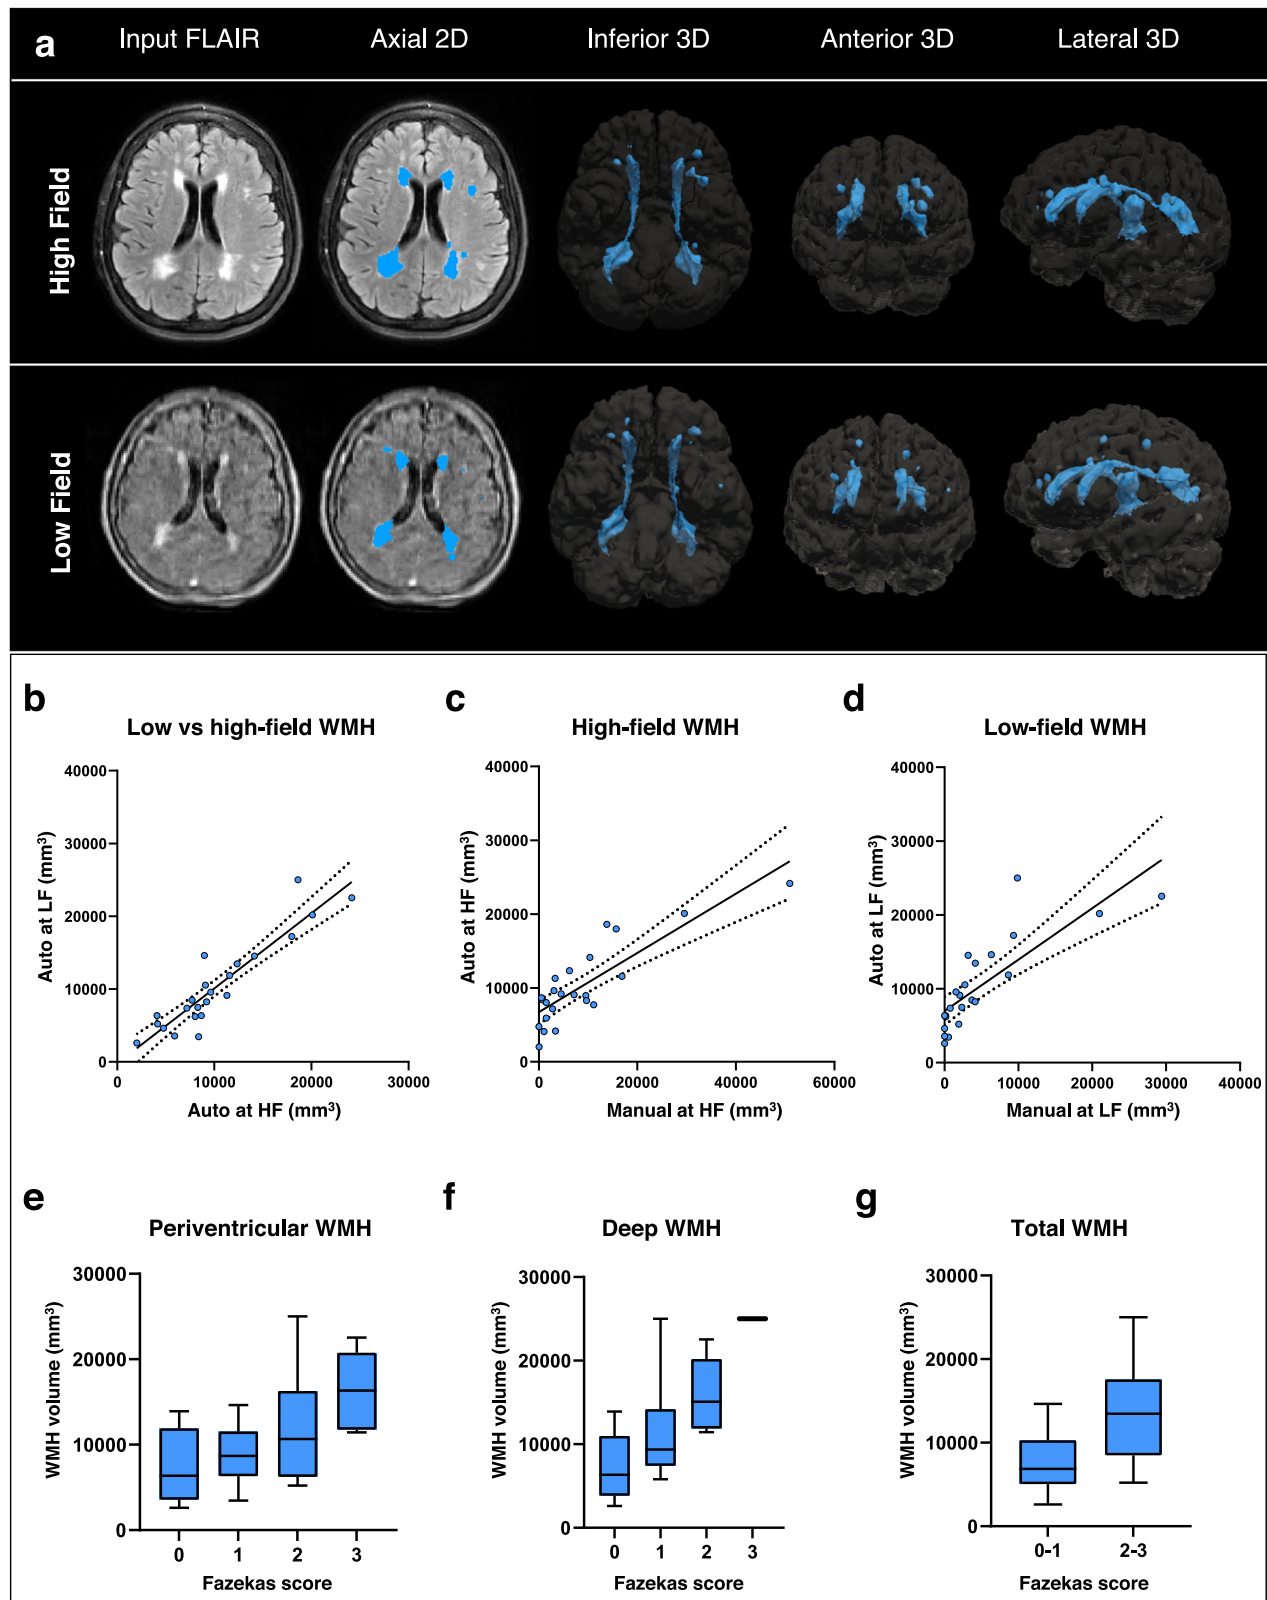 a
Input FLAIR
Axial 2D
Inferior 3D
Anterior 3D
Lateral 3D
High Field
Low Field
b
Low vs high-field WMH
Auto at LF (mm³)
40000
30000
20000
10000
0
0
10000
20000
30000
Auto at HF (mm³)
c
High-field WMH
Auto at HF (mm³)
40000
30000
20000
10000
0
0
20000
40000
60000
Manual at HF (mm³)
d
Low-field WMH
Auto at LF (mm³)
40000
30000
20000
10000
0
0
10000
20000
30000
40000
Manual at LF (mm³)
e
Periventricular WMH
WMH volume (mm³)
30000
20000
10000
0
0
1
2
3
Fazekas score
f
Deep WMH
WMH volume (mm³)
30000
20000
10000
0
0
1
2
3
Fazekas score
g
Total WMH
WMH volume (mm³)
30000
20000
10000
0
0-1
2-3
Fazekas score